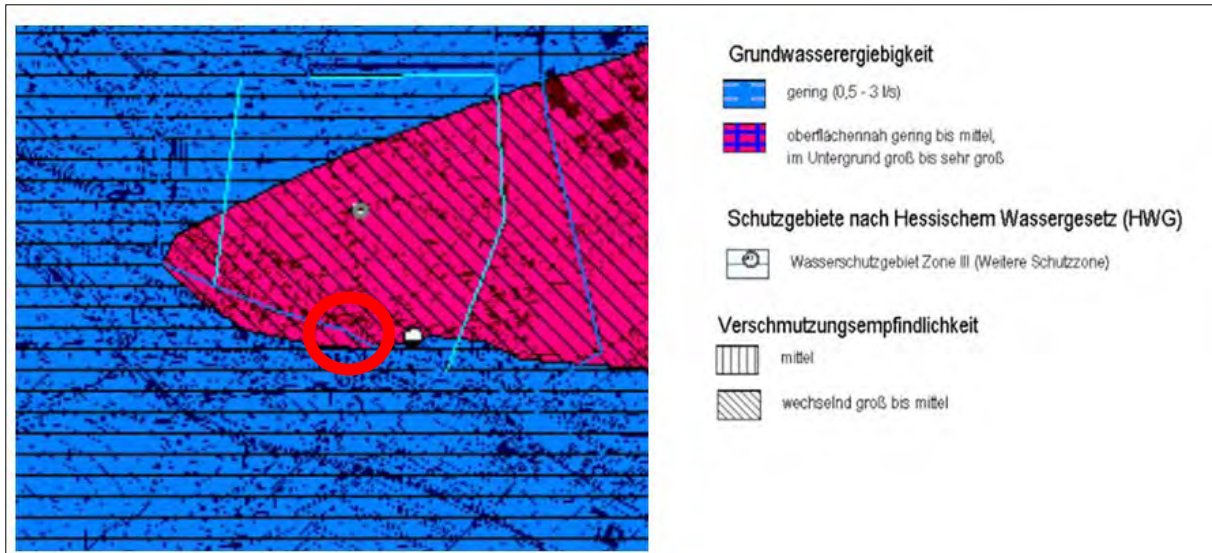 Grundwasserergiebigkeit
gering (0,5 - 3 l/s)
oberflächennah gering bis mittel,
im Untergrund groß bis sehr groß
Schutzgebiete nach Hessischem Wassergesetz (HWG)
Wasserschutzgebiet Zone III (Weitere Schutzzone)
Verschmutzungsempfindlichkeit
mittel
wechselnd groß bis mittel